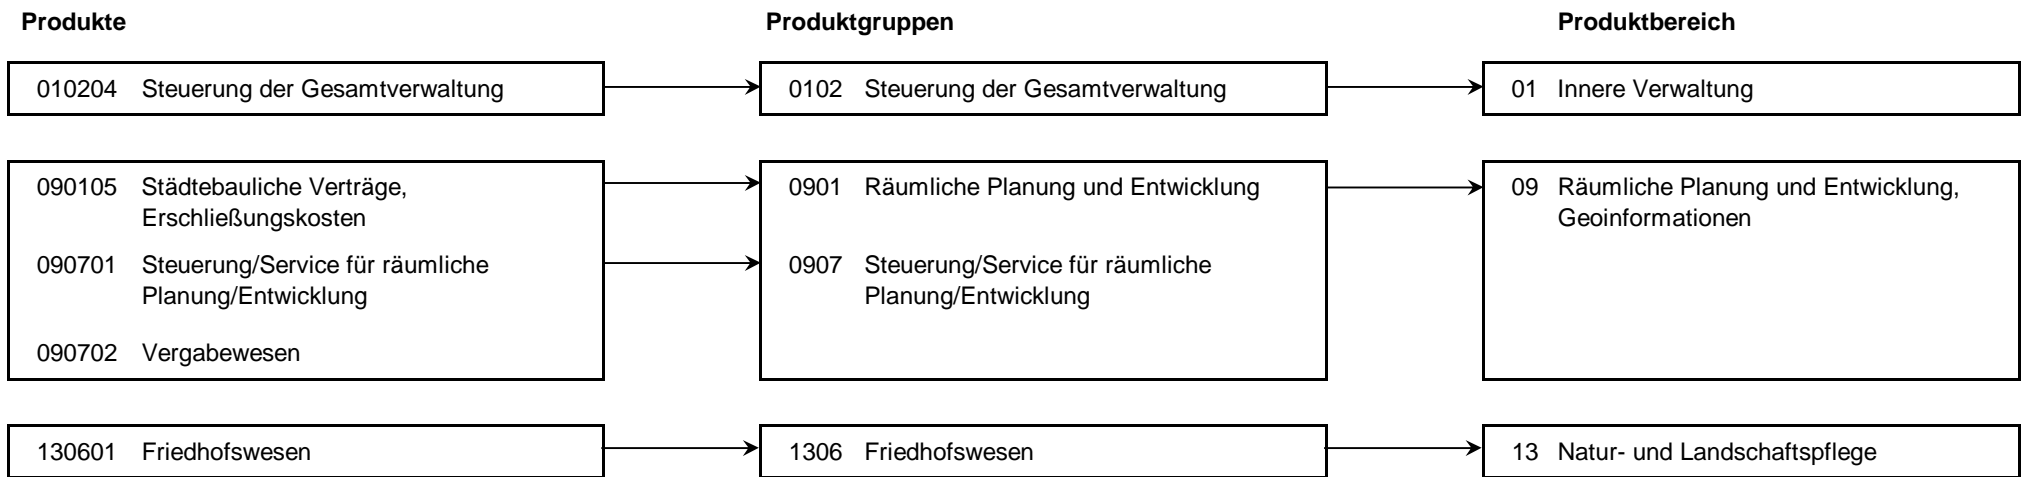 Produkte Produktgruppen Produktbereich
010204 Steuerung der Gesamtverwaltung 0102 Steuerung der Gesamtverwaltung 01 Innere Verwaltung
090105 Städtebauliche Verträge, 0901 Räumliche Planung und Entwicklung 09 Räumliche Planung und Entwicklung,
Erschließungskosten Geoinformationen
090701 Steuerung/Service für räumliche 0907 Steuerung/Service für räumliche
Planung/Entwicklung Planung/Entwicklung
090702 Vergabewesen
130601 Friedhofswesen 1306 Friedhofswesen 13 Natur- und Landschaftspflege